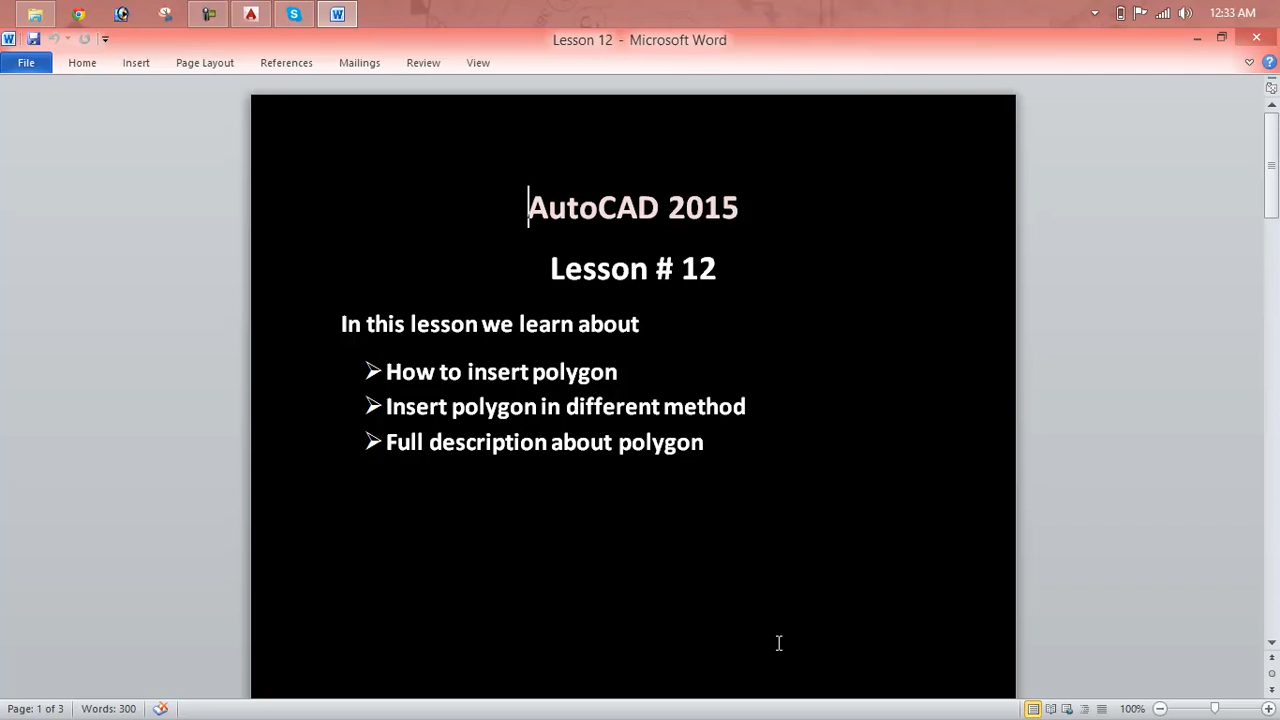 12:33 AM
Lesson 12 - Microsoft Word
File Home Insert Page Layout References Mailings Review View
AutoCAD 2015
Lesson # 12
In this lesson we learn about
How to insert polygon
Insert polygon in different method
Full description about polygon
Page: 1 of 3 Words: 300 100%